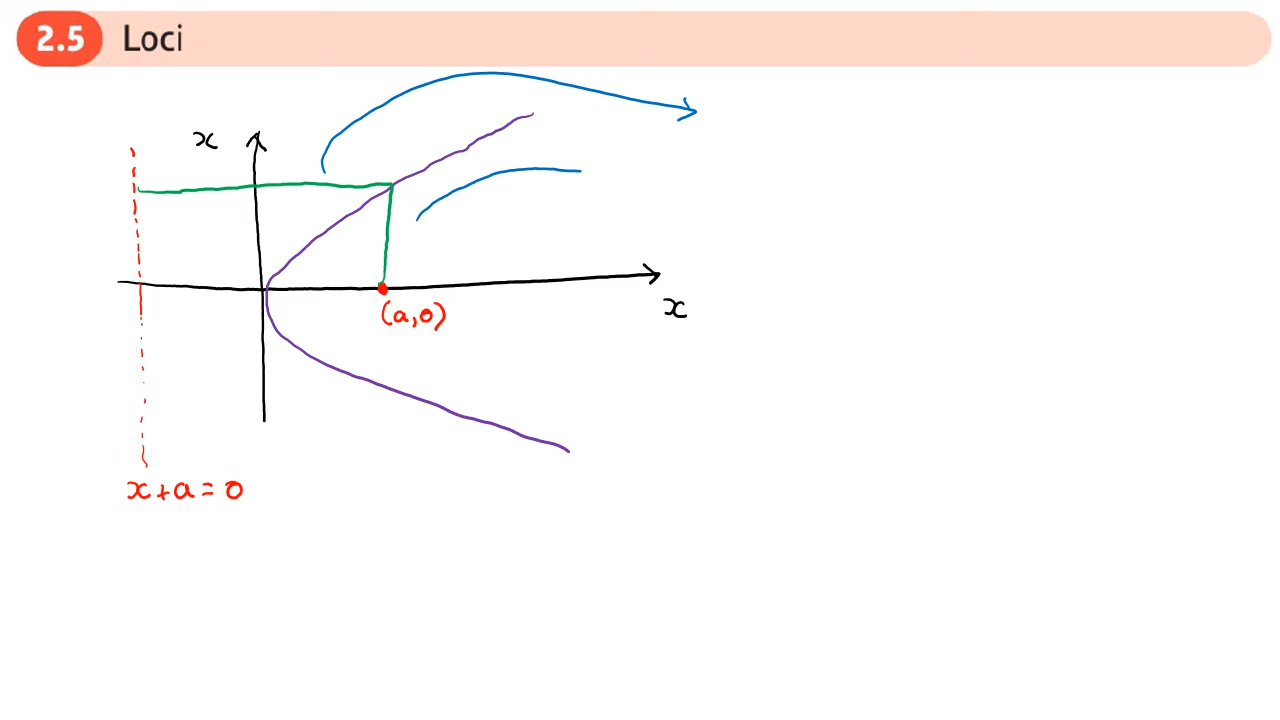 2.5 Loci
x
(a,0)
x
x+a=0